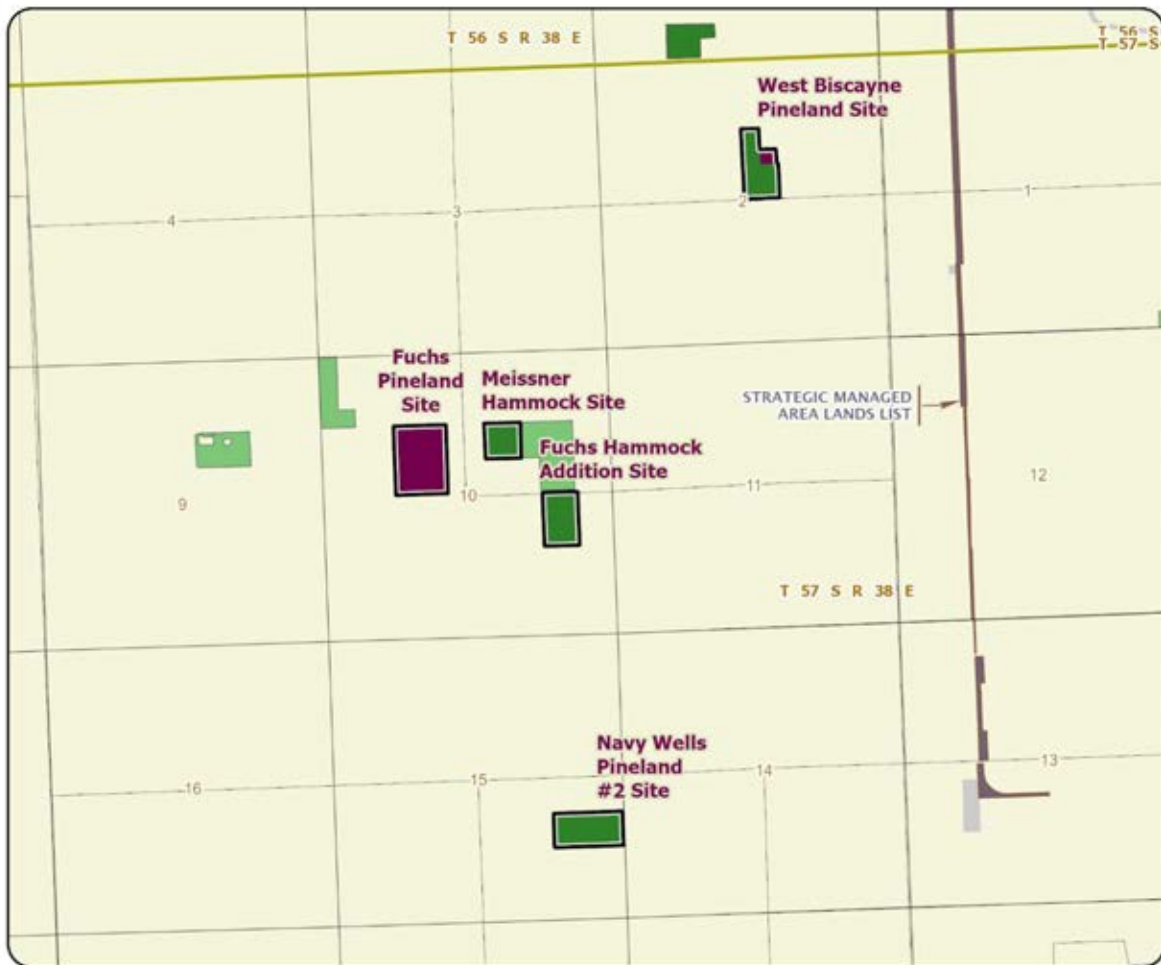 T 56 S R 38 E
T 56 S
T 57 S
West Biscayne
Pineland Site
4
3
2
1
Fuchs
Pineland
Site
Meissner
Hammock Site
STRATEGIC MANAGED
AREA LANDS LIST
Fuchs Hammock
Addition Site
9
10
11
12
T 57 S R 38 E
Navy Wells
Pineland
#2 Site
16
15
14
13